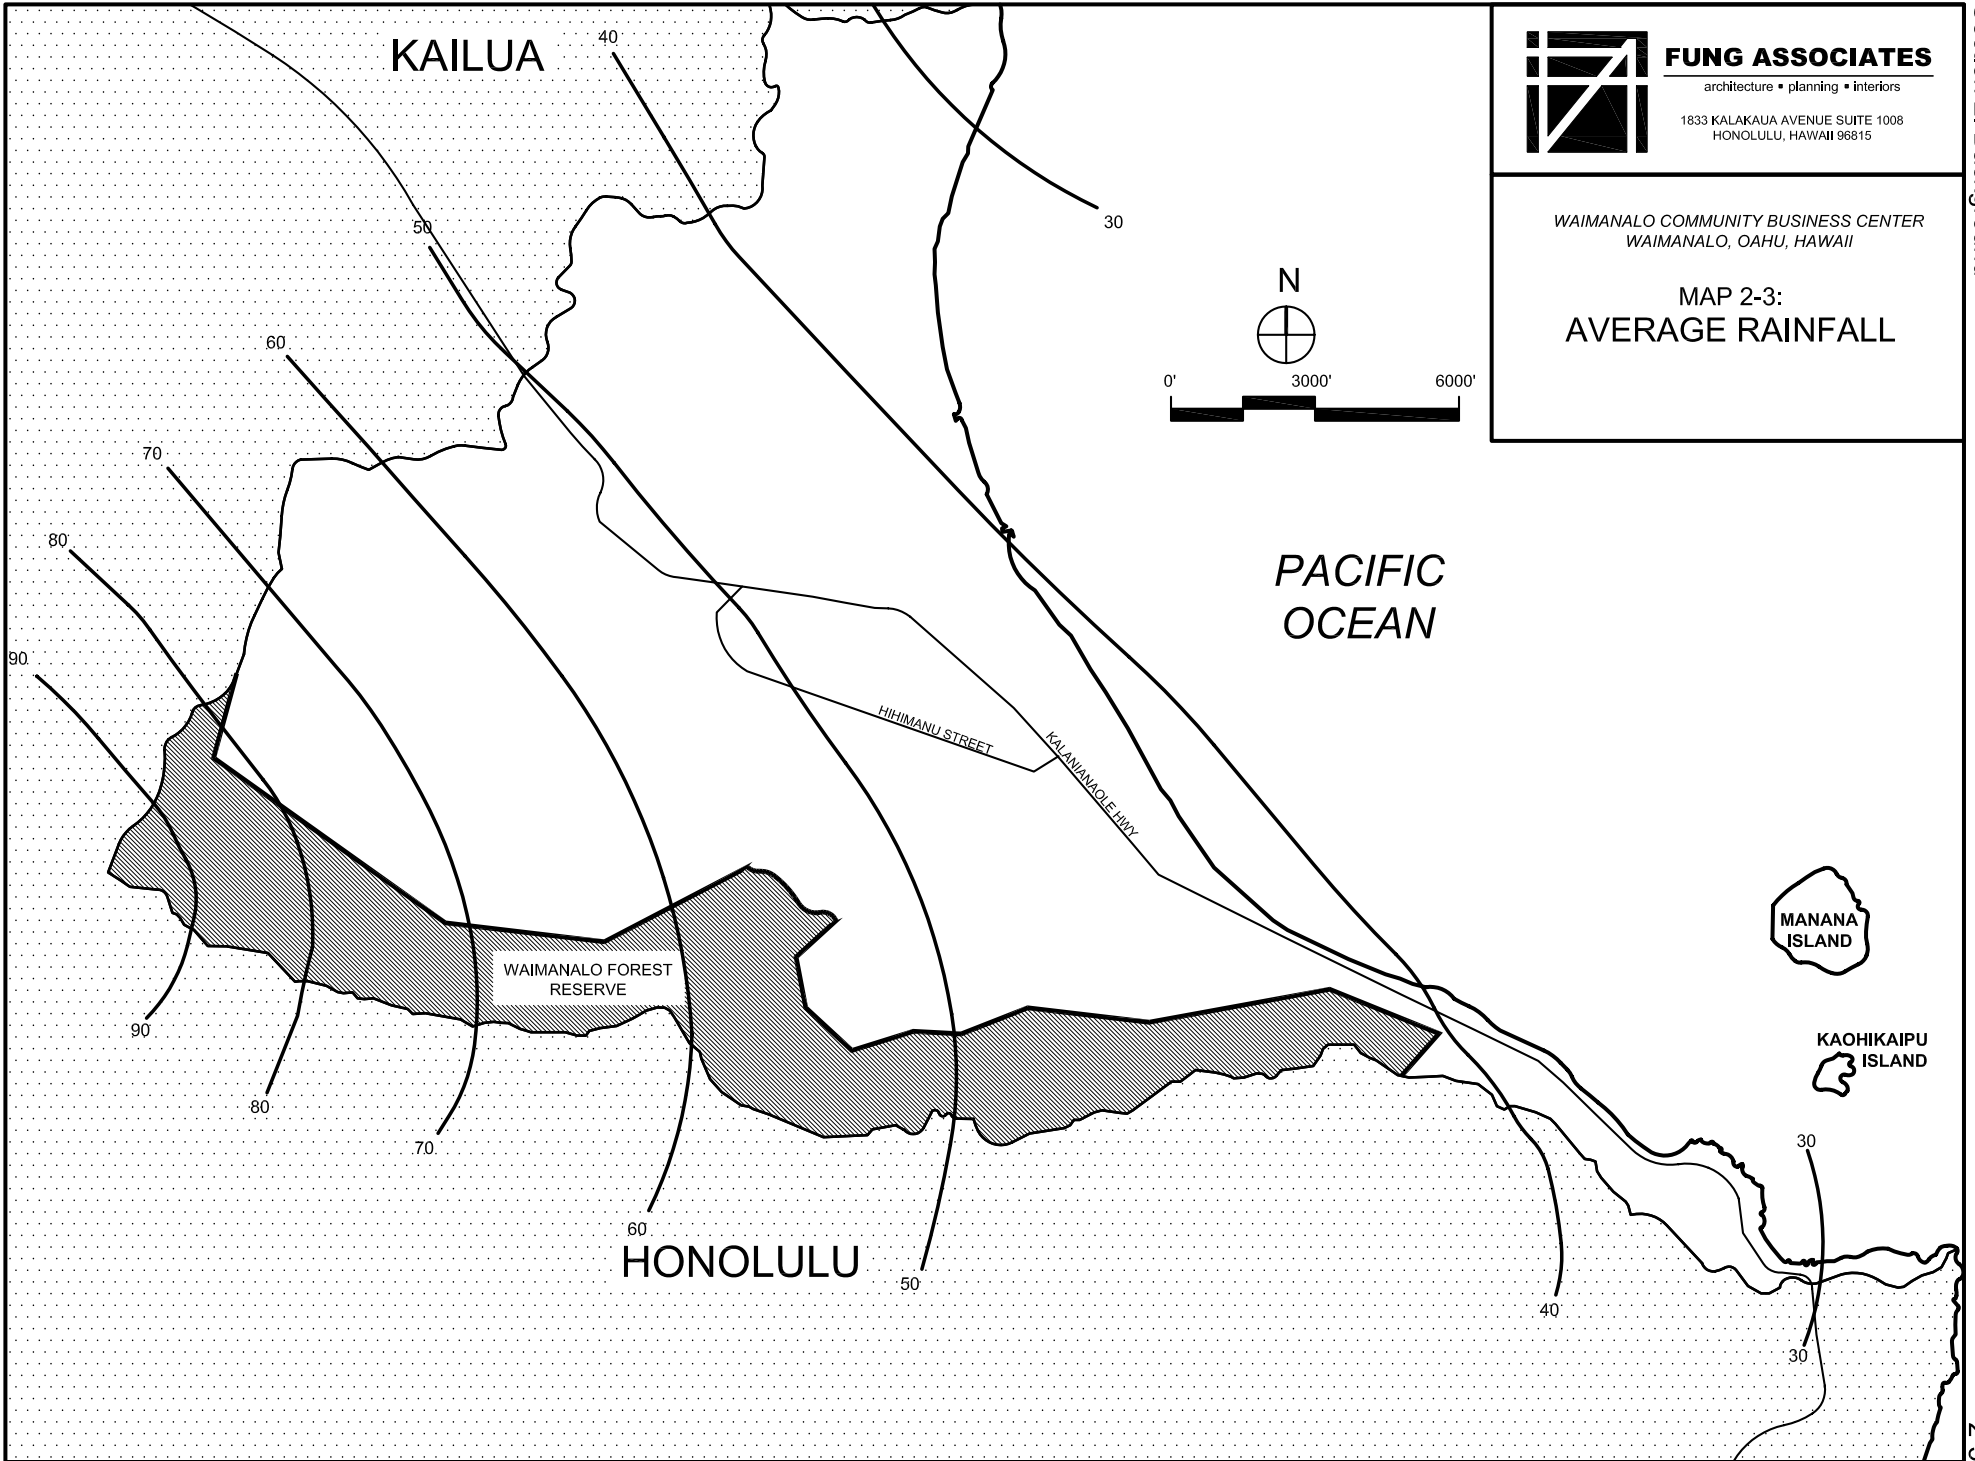 KAILUA
40
FUNG ASSOCIATES
architecture ▪ planning ▪ interiors
1833 KALAKAUA AVENUE SUITE 1008
HONOLULU, HAWAII 96815
WAIMANALO COMMUNITY BUSINESS CENTER
WAIMANALO, OAHU, HAWAII
MAP 2-3:
AVERAGE RAINFALL
50
30
N
0' 3000' 6000'
60
70
80
90
PACIFIC
OCEAN
HIHIMANU STREET
KALANIANAOLE HWY
MANANA
ISLAND
WAIMANALO FOREST
RESERVE
KAOHIKAIPU
ISLAND
90
80
70
60
50
40
30
30
HONOLULU